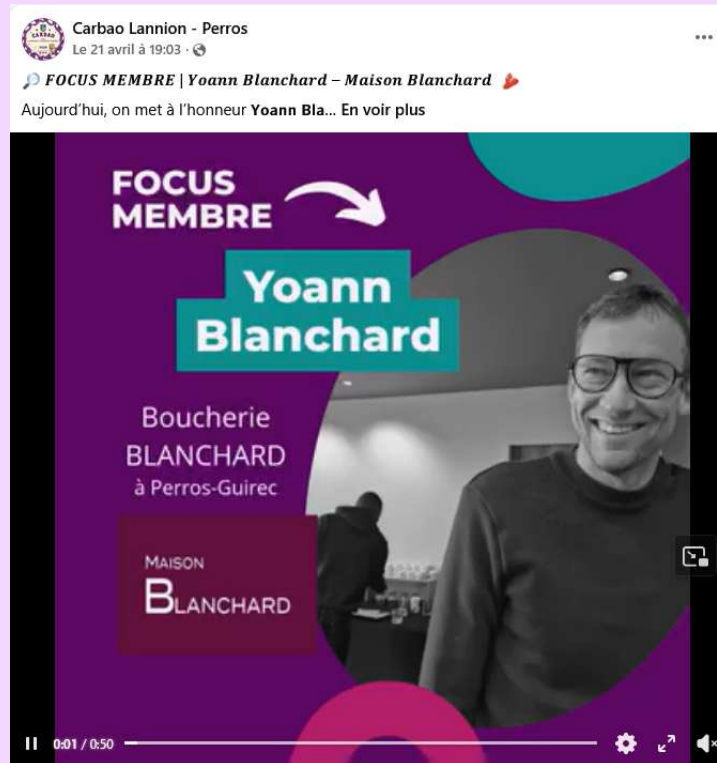 Carbao Lannion - Perros
Le 21 avril à 19:03 ·
FOCUS MEMBRE | Yoann Blanchard – Maison Blanchard
Aujourd'hui, on met à l'honneur Yoann Bla... En voir plus
FOCUS
MEMBRE
Yoann
Blanchard
Boucherie
BLANCHARD
à Perros-Guirec
MAISON
BLANCHARD
0:01 / 0:50